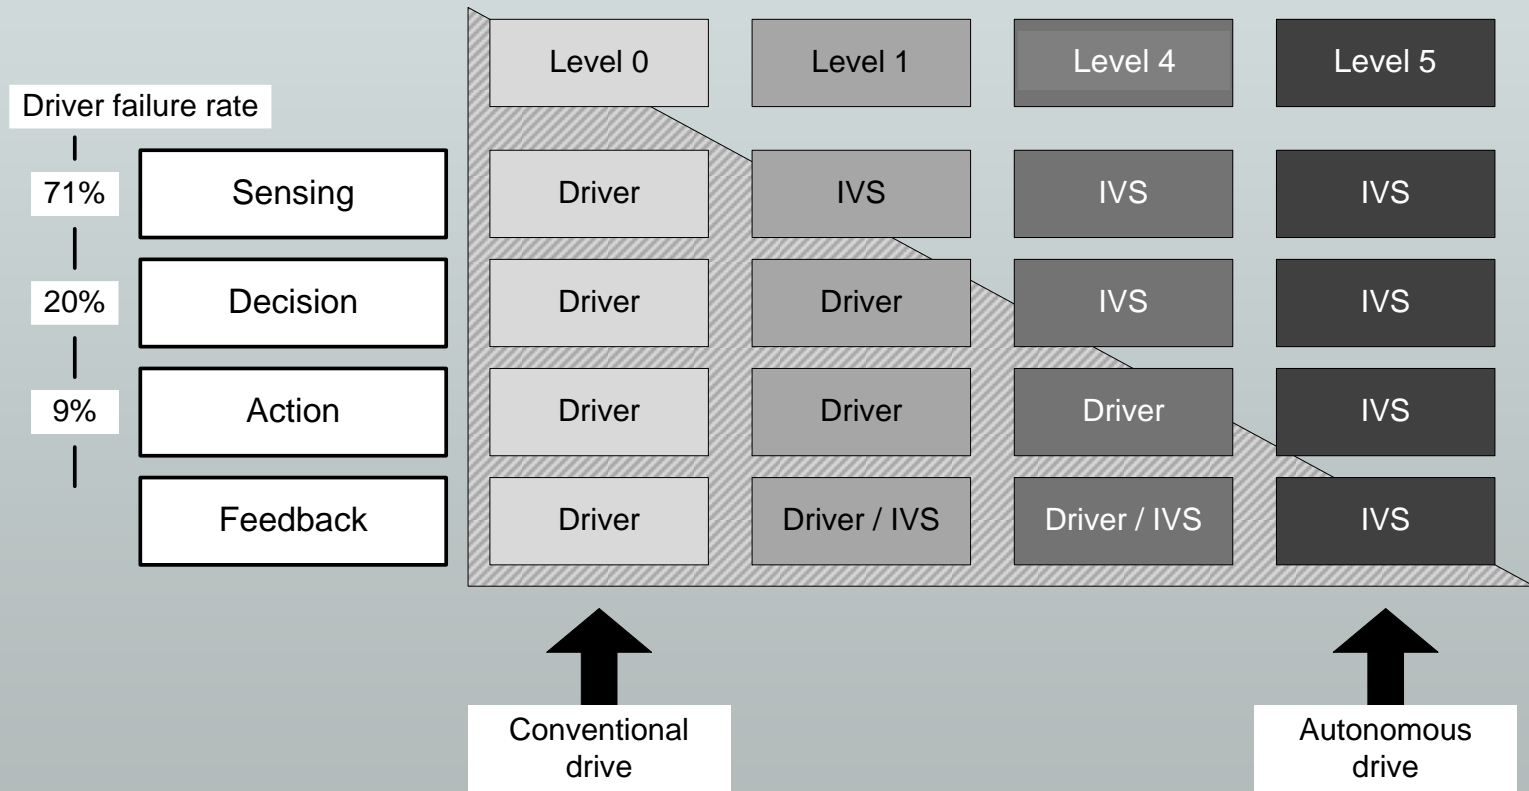 Level 0 Level 1 Level 4 Level 5
Driver failure rate
71% Sensing Driver IVS IVS IVS
20% Decision Driver Driver IVS IVS
9% Action Driver Driver Driver IVS
Feedback Driver Driver / IVS Driver / IVS IVS
Conventional
drive
Autonomous
drive